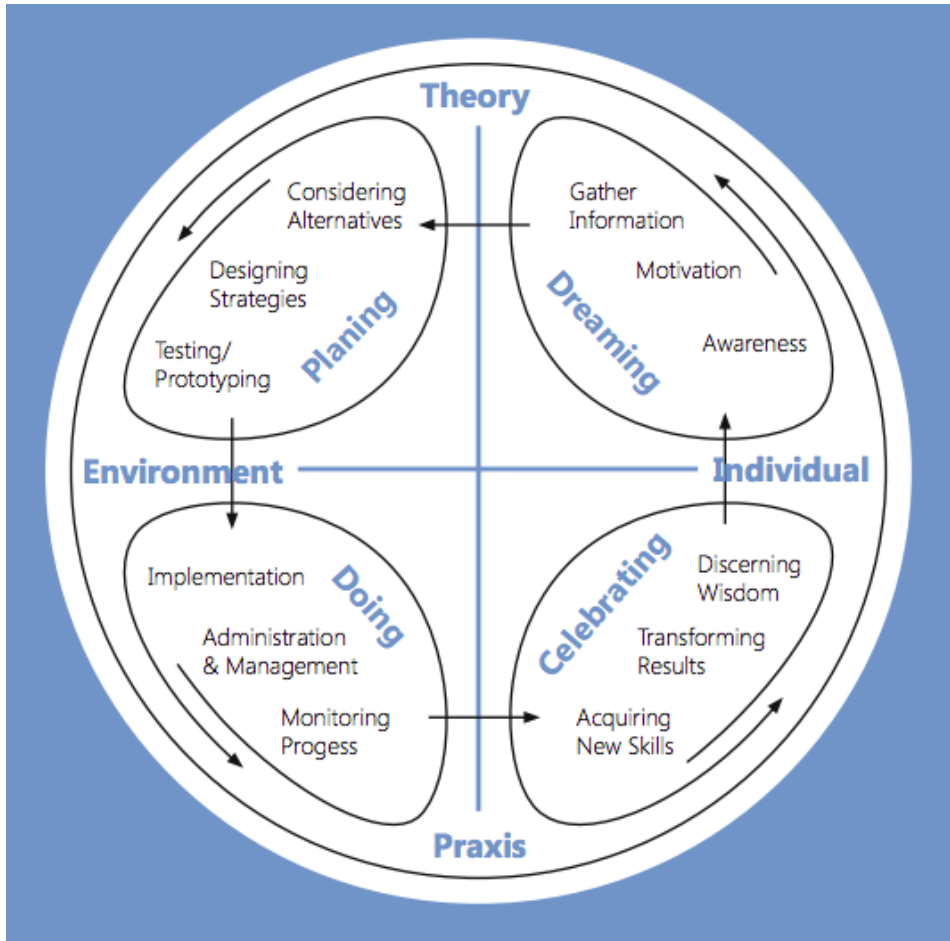 Theory
Considering
Alternatives
Designing
Strategies
Testing/
Prototyping
Planing
Gather
Information
Motivation
Awareness
Dreaming
Environment
Individual
Implementation
Administration
& Management
Monitoring
Progess
Doing
Celebrating
Discerning
Wisdom
Transforming
Results
Acquiring
New Skills
Praxis